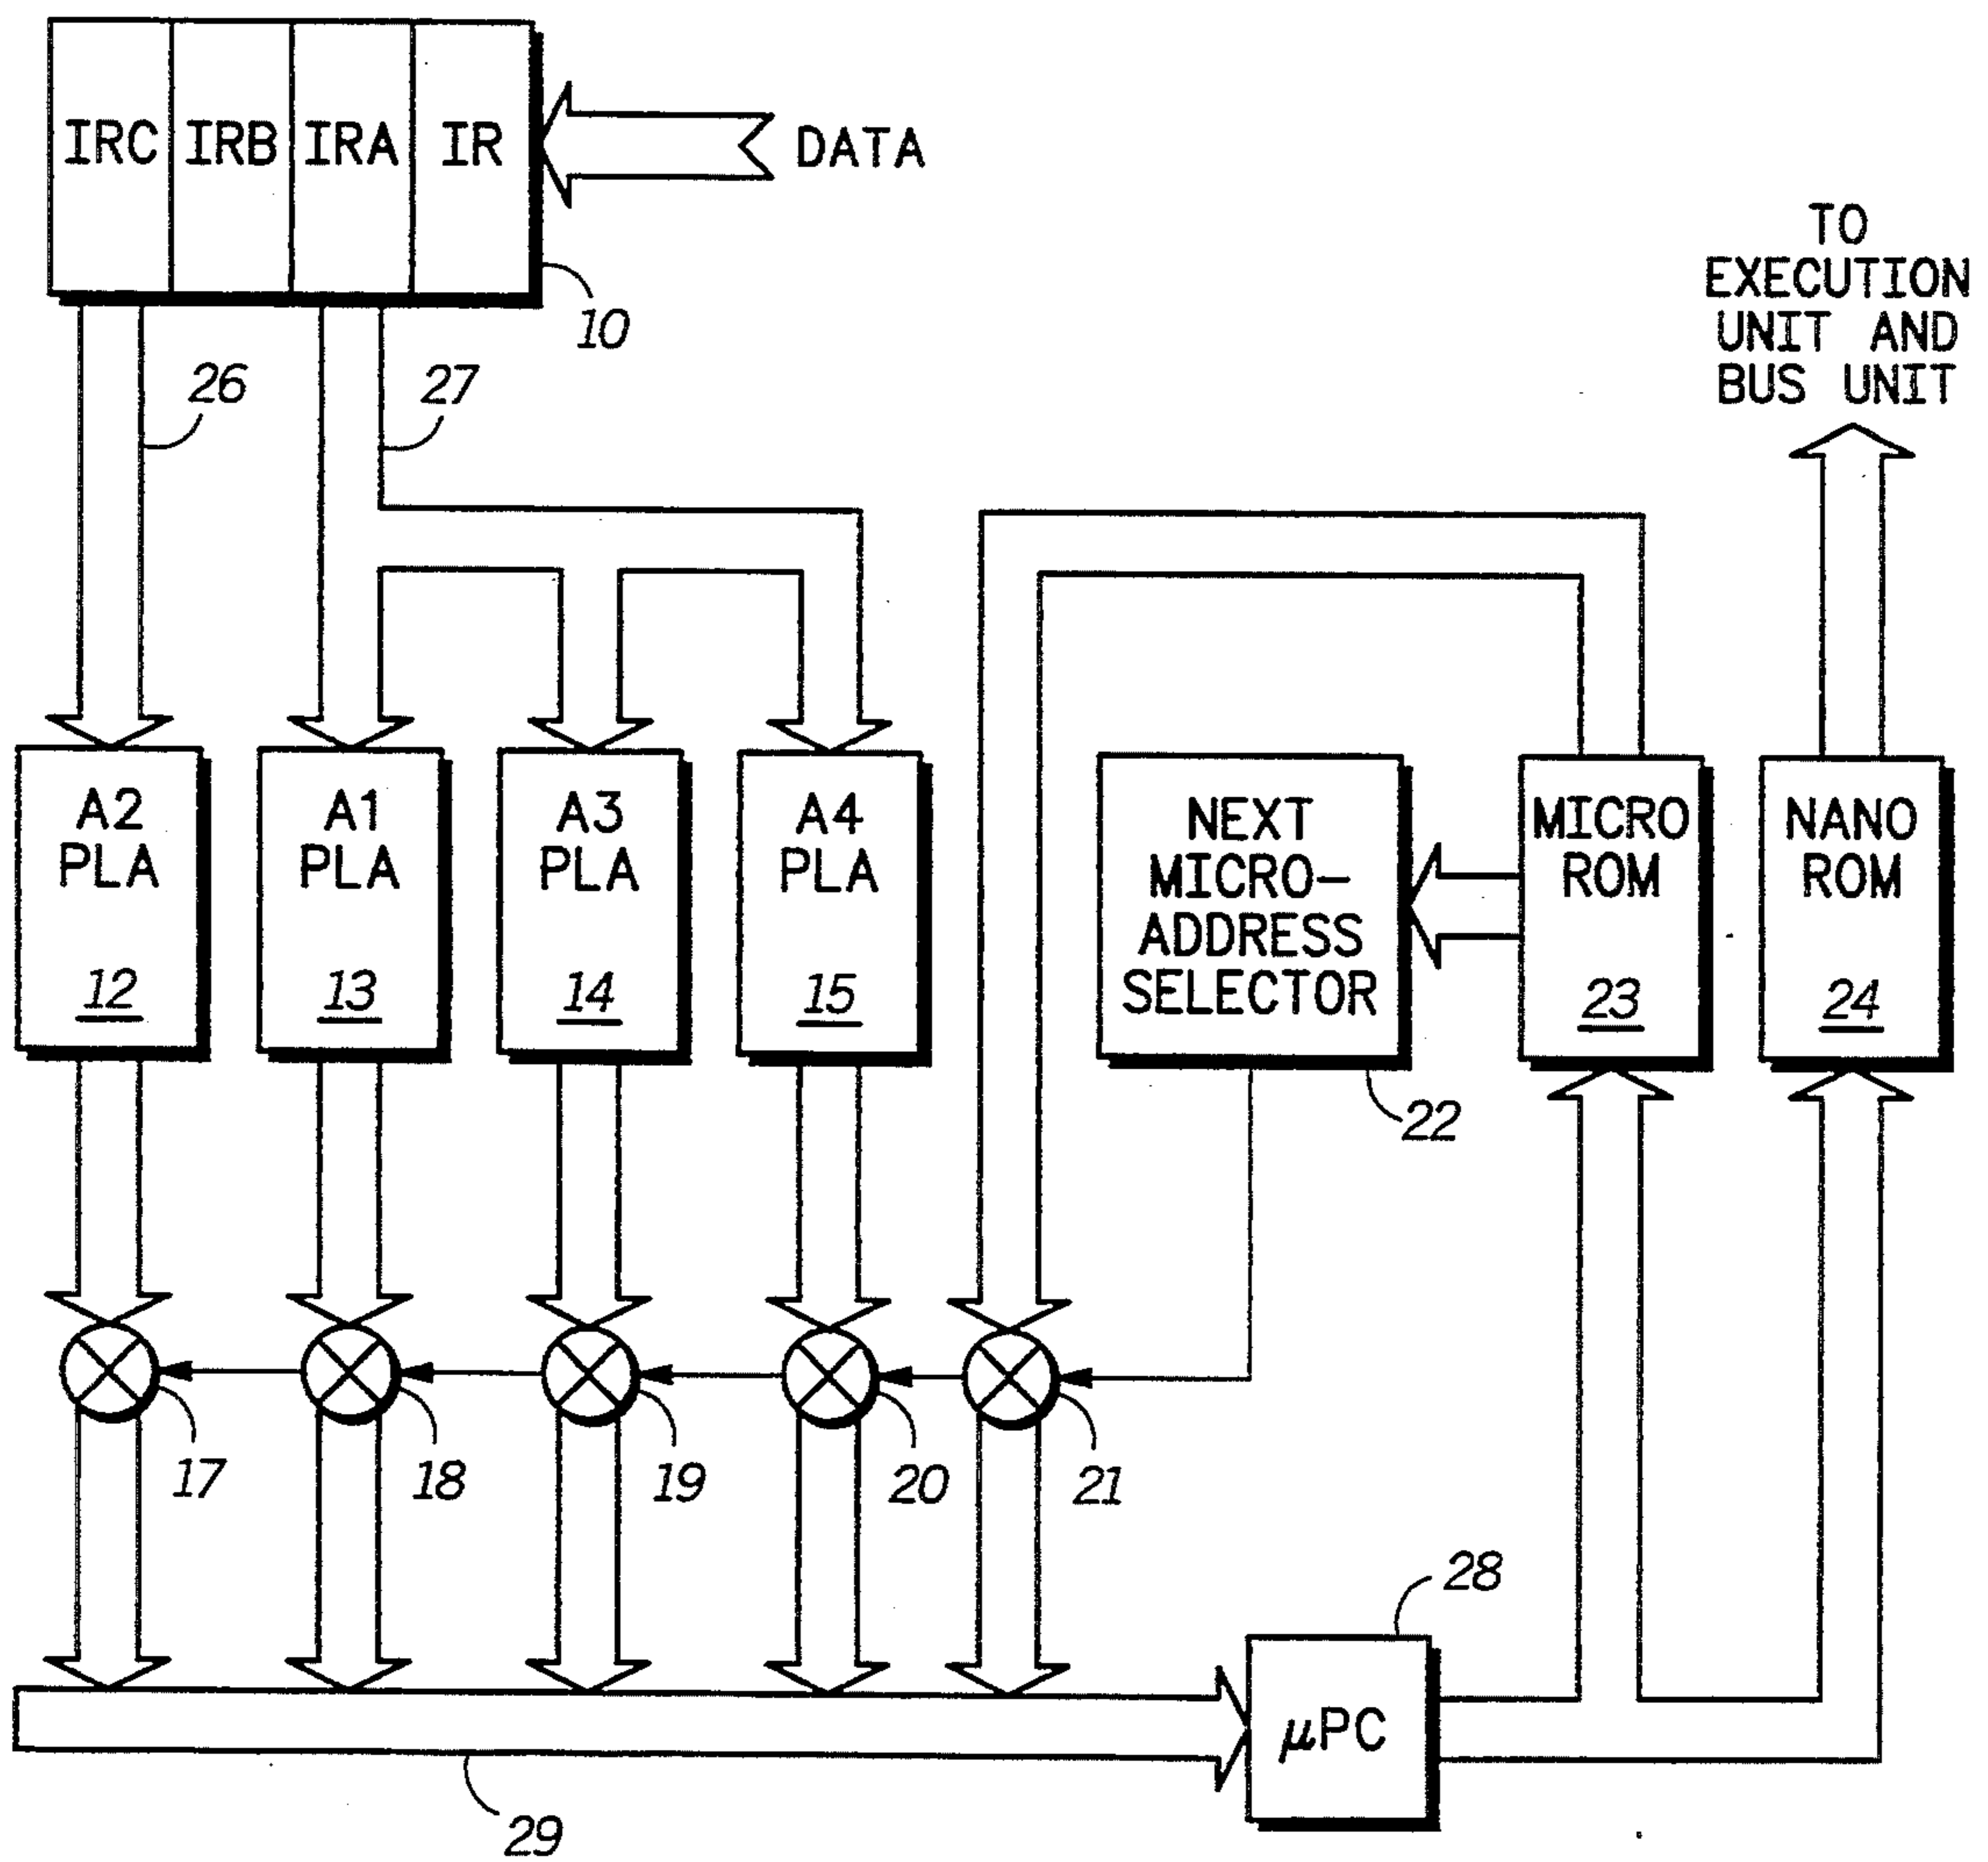 IRC IRB IRA IR
DATA
10
26
27
TO
EXECUTION
UNIT AND
BUS UNIT
A2
PLA
12
A1
PLA
13
A3
PLA
14
A4
PLA
15
NEXT
MICRO-
ADDRESS
SELECTOR
22
MICRO
ROM
23
NANO
ROM
24
17
18
19
20
21
28
μPC
29